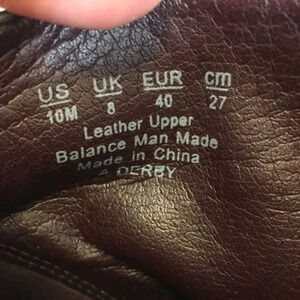 US UK EUR cm
10M 8 40 27
Leather Upper
Balance Man Made
Made in China
A DERBY